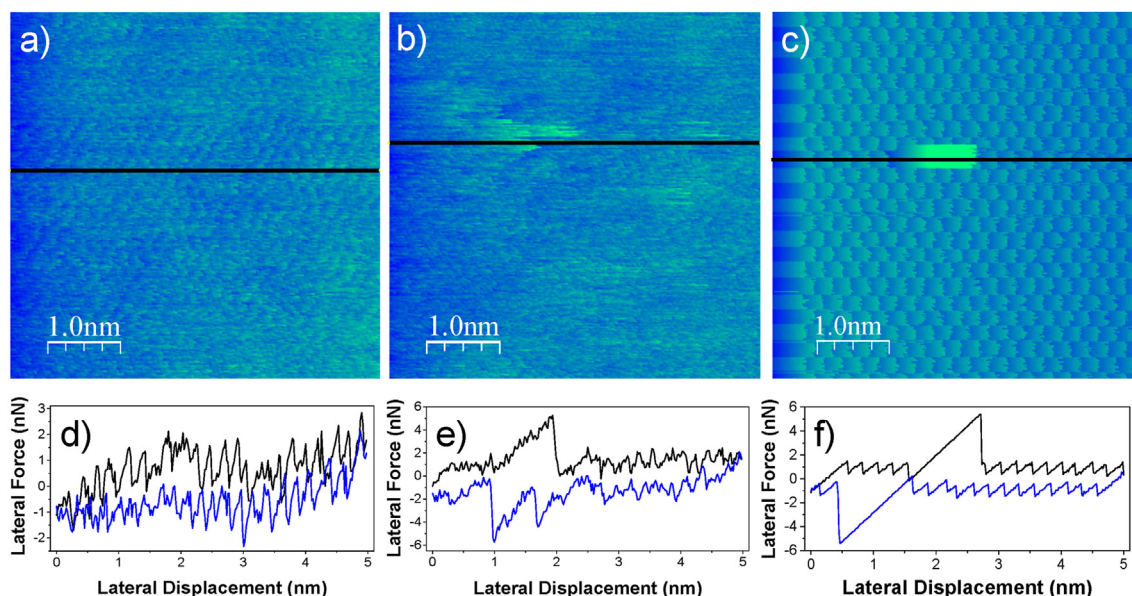 a)
b)
c)
1.0nm
1.0nm
1.0nm
d)
e)
f)
Lateral Force (nN)
3
2
1
0
-1
-2
0 1 2 3 4 5
Lateral Displacement (nm)
Lateral Force (nN)
6
4
2
0
-2
-4
-6
0 1 2 3 4 5
Lateral Displacement (nm)
Lateral Force (nN)
6
4
2
0
-2
-4
-6
0 1 2 3 4 5
Lateral Displacement (nm)